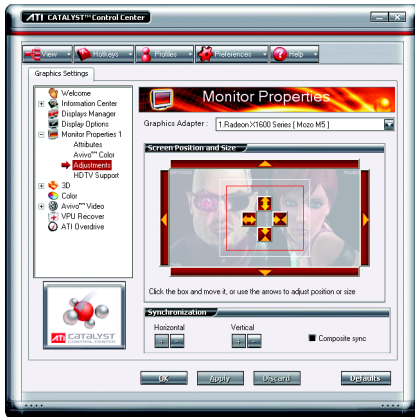 ATI CATALYST™ Control Center
View
Hotkeys
Profiles
Preferences
Help
Graphics Settings
Welcome
Information Center
Displays Manager
Display Options
Monitor Properties 1
Attributes
Avivo™ Color
Adjustments
HDTV Support
3D
Color
Avivo™ Video
VPU Recover
ATI Overdrive
Monitor Properties
Graphics Adapter :
1.Radeon X1600 Series [ Mozo M5 ]
Screen Position and Size
Click the box and move it, or use the arrows to adjust position or size
Synchronization
Horizontal
Vertical
+ -
+ -
Composite sync
ATI CATALYST
CONTROL CENTER
OK
Apply
Discard
Defaults